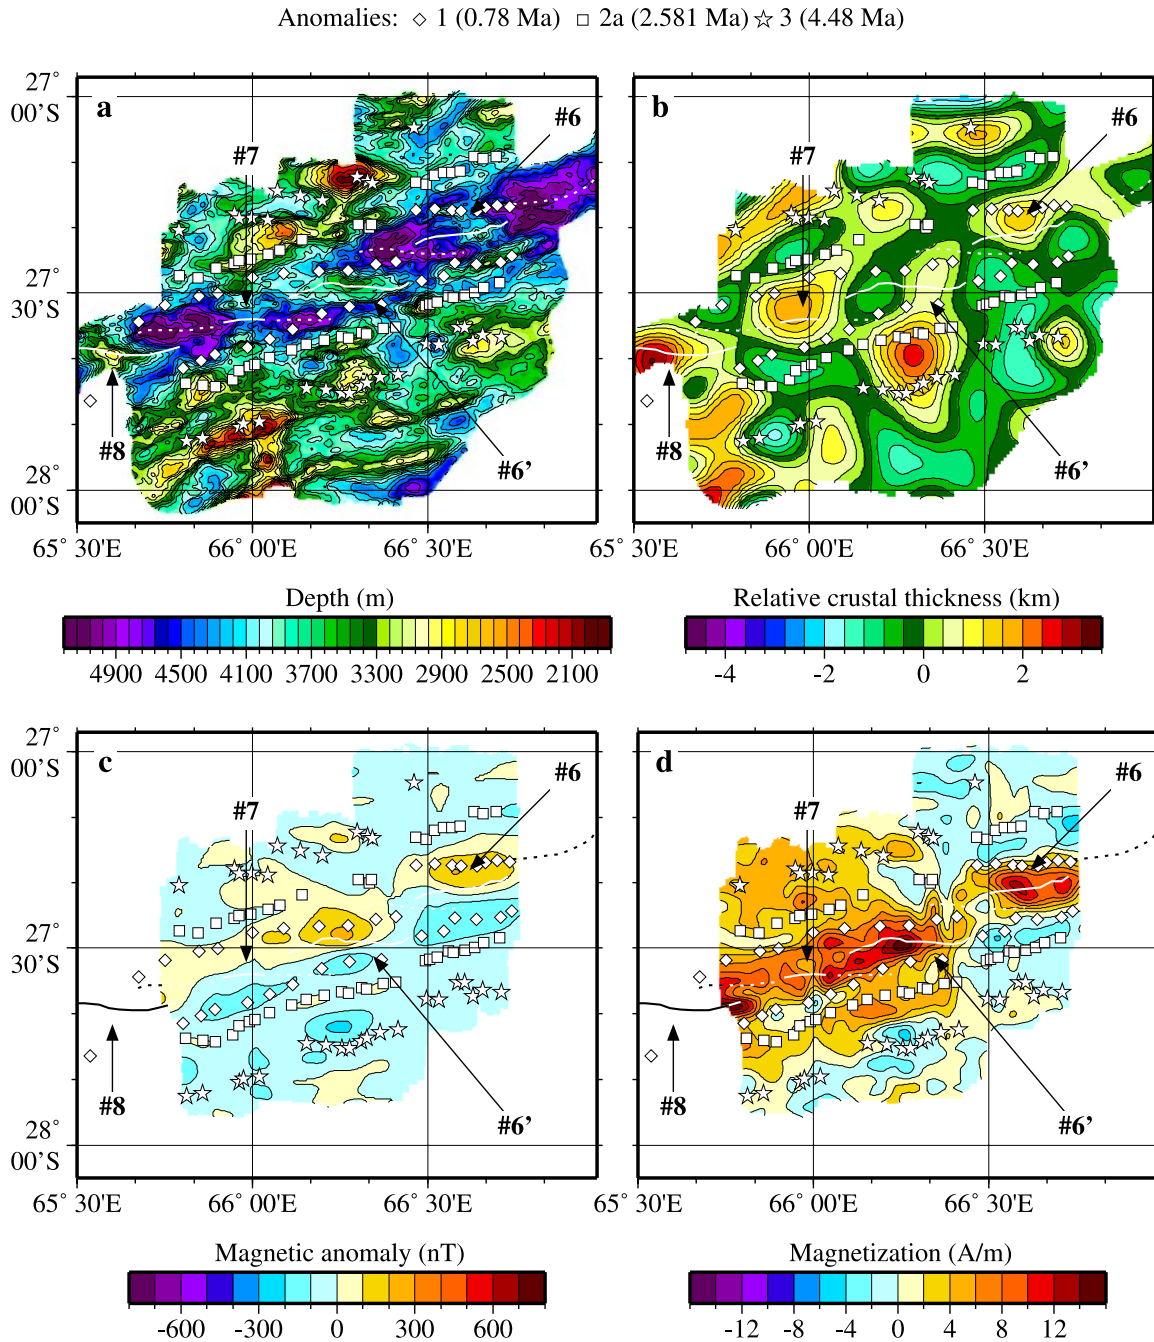 Anomalies: ◇ 1 (0.78 Ma) □ 2a (2.581 Ma) ☆ 3 (4.48 Ma)
a
27°
00'S
27°
30'S
28°
00'S
#7
#6
#8
#6’
65° 30'E 66° 00'E 66° 30'E
b
#7
#6
#8
#6’
65° 30'E 66° 00'E 66° 30'E
Depth (m)
4900 4500 4100 3700 3300 2900 2500 2100
Relative crustal thickness (km)
-4 -2 0 2
c
27°
00'S
27°
30'S
28°
00'S
#7
#6
#8
#6’
65° 30'E 66° 00'E 66° 30'E
d
#7
#6
#8
#6’
65° 30'E 66° 00'E 66° 30'E
Magnetic anomaly (nT)
-600 -300 0 300 600
Magnetization (A/m)
-12 -8 -4 0 4 8 12